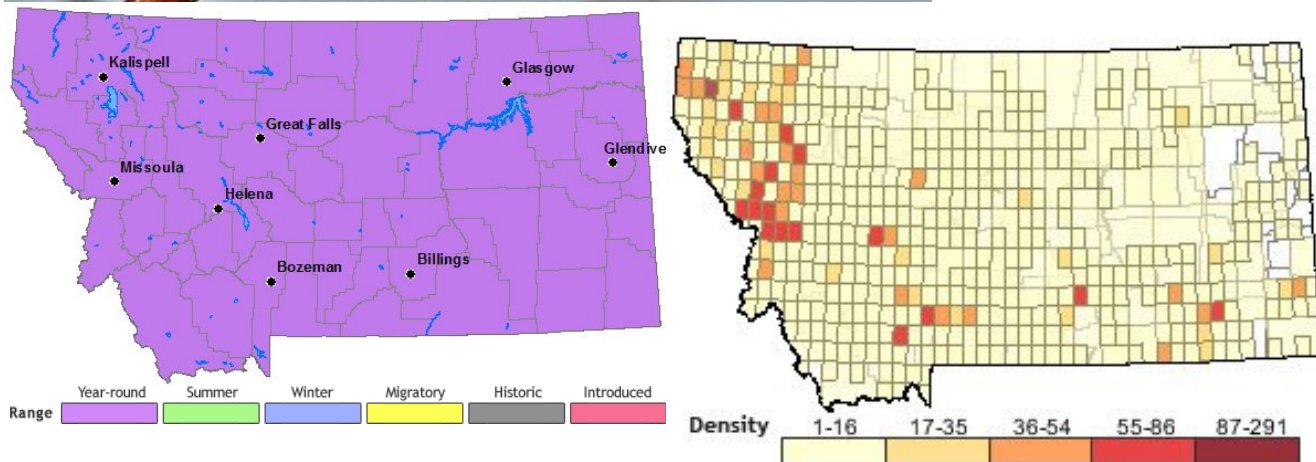 Kalispell
Glasgow
Great Falls
Glendive
Missoula
Helena
Bozeman
Billings
Range Year-round Summer Winter Migratory Historic Introduced
Density 1-16 17-35 36-54 55-86 87-291